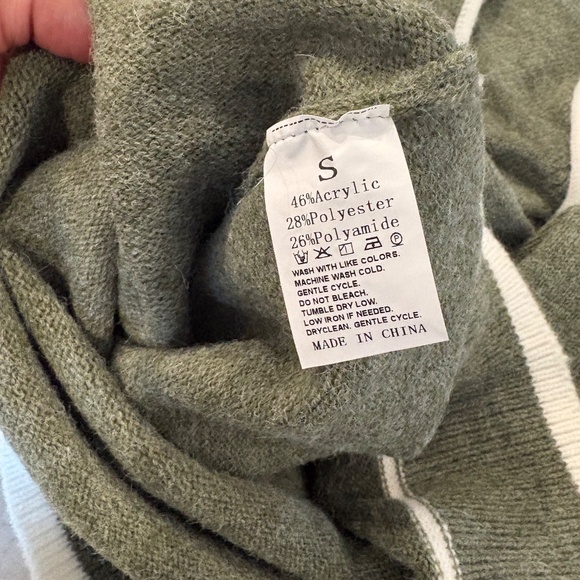 S
46%Acrylic
28%Polyester
26%Polyamide
WASH WITH LIKE COLORS.
MACHINE WASH COLD.
GENTLE CYCLE.
DO NOT BLEACH.
TUMBLE DRY LOW.
LOW IRON IF NEEDED.
DRYCLEAN. GENTLE CYCLE.
MADE IN CHINA